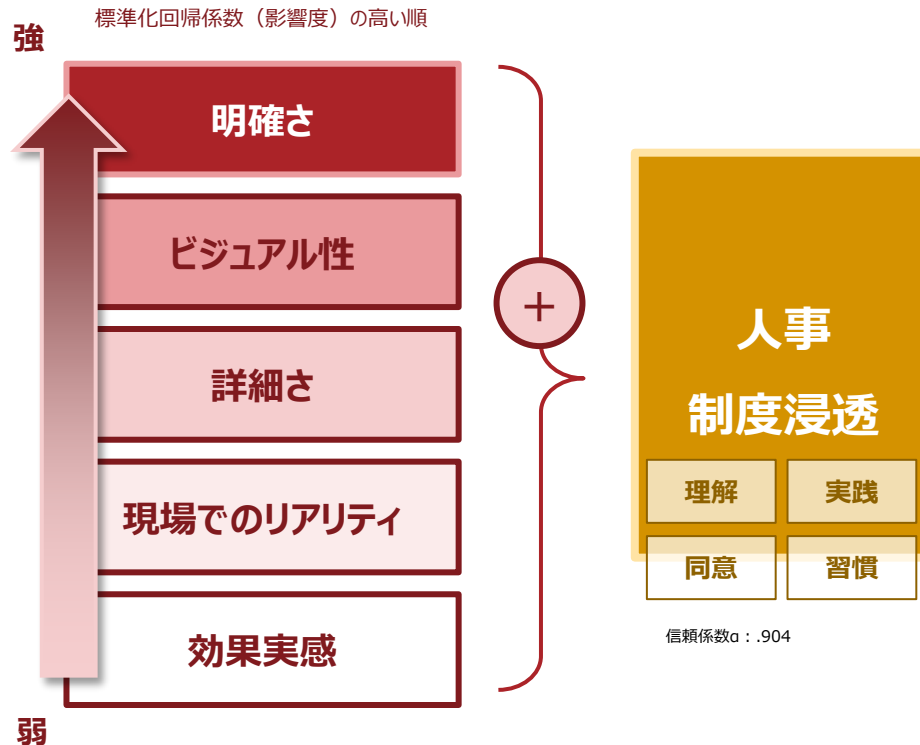 標準化回帰係数（影響度）の高い順
強
明確さ
ビジュアル性
詳細さ
現場でのリアリティ
効果実感
弱
＋
人事
制度浸透
理解
実践
同意
習慣
信頼係数α：.904